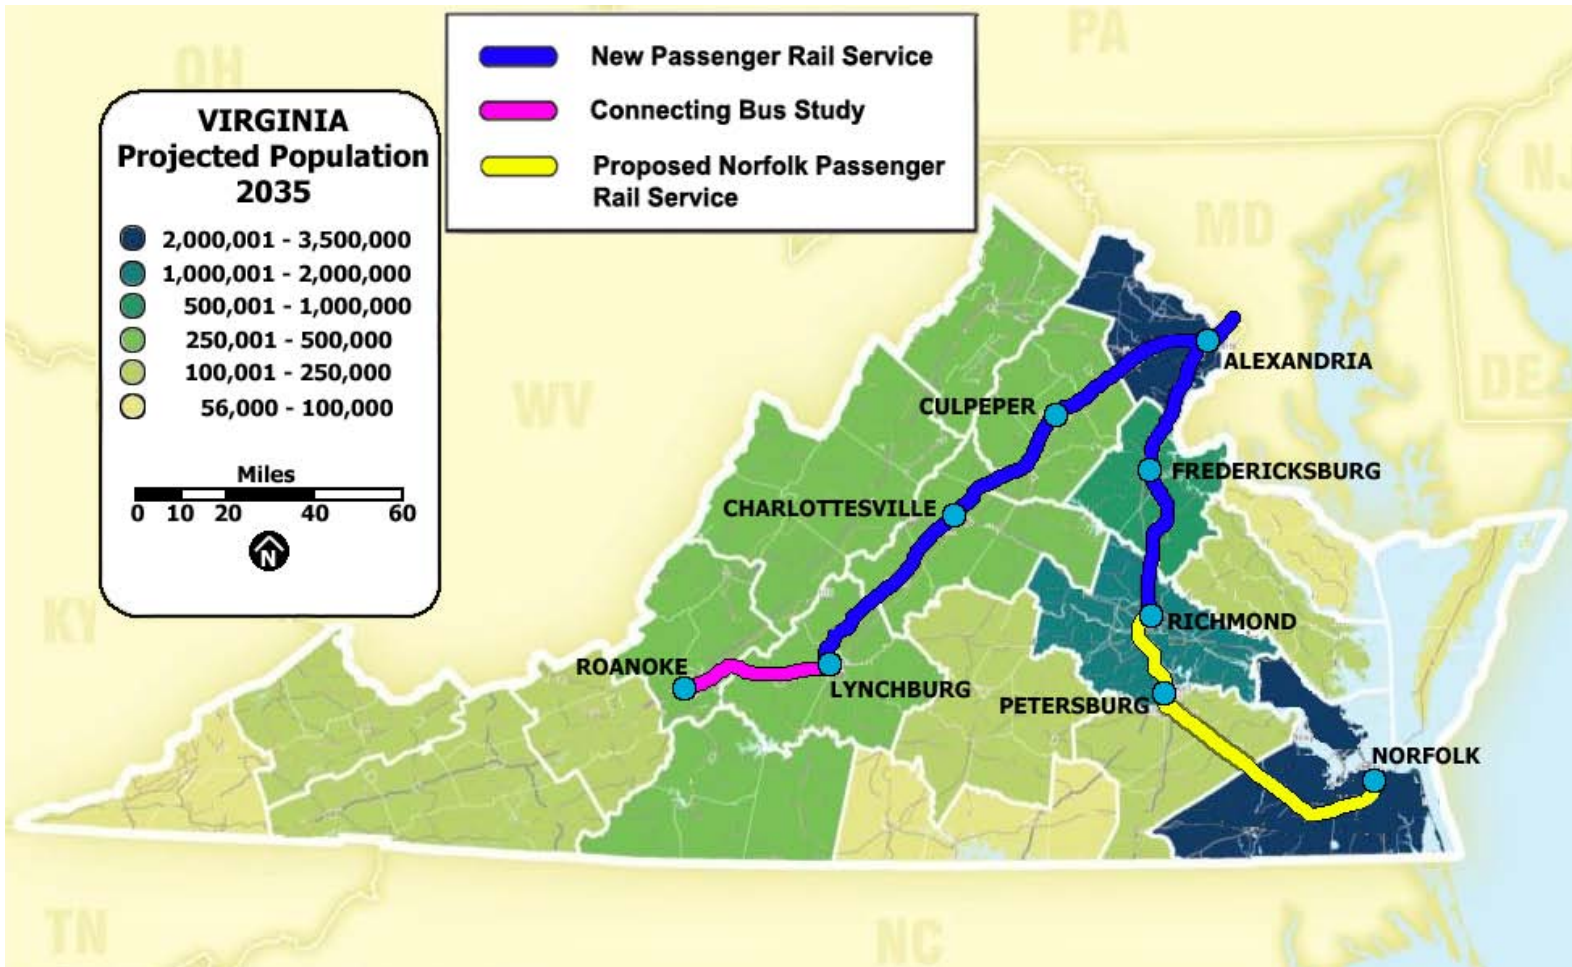 OH
PA
New Passenger Rail Service
Connecting Bus Study
Proposed Norfolk Passenger
Rail Service
VIRGINIA
Projected Population
2035
2,000,001 - 3,500,000
1,000,001 - 2,000,000
500,001 - 1,000,000
250,001 - 500,000
100,001 - 250,000
56,000 - 100,000
Miles
0 10 20 40 60
N
NJ
MD
DE
WV
KY
ALEXANDRIA
CULPEPER
FREDERICKSBURG
CHARLOTTESVILLE
RICHMOND
ROANOKE
LYNCHBURG
PETERSBURG
NORFOLK
TN
NC